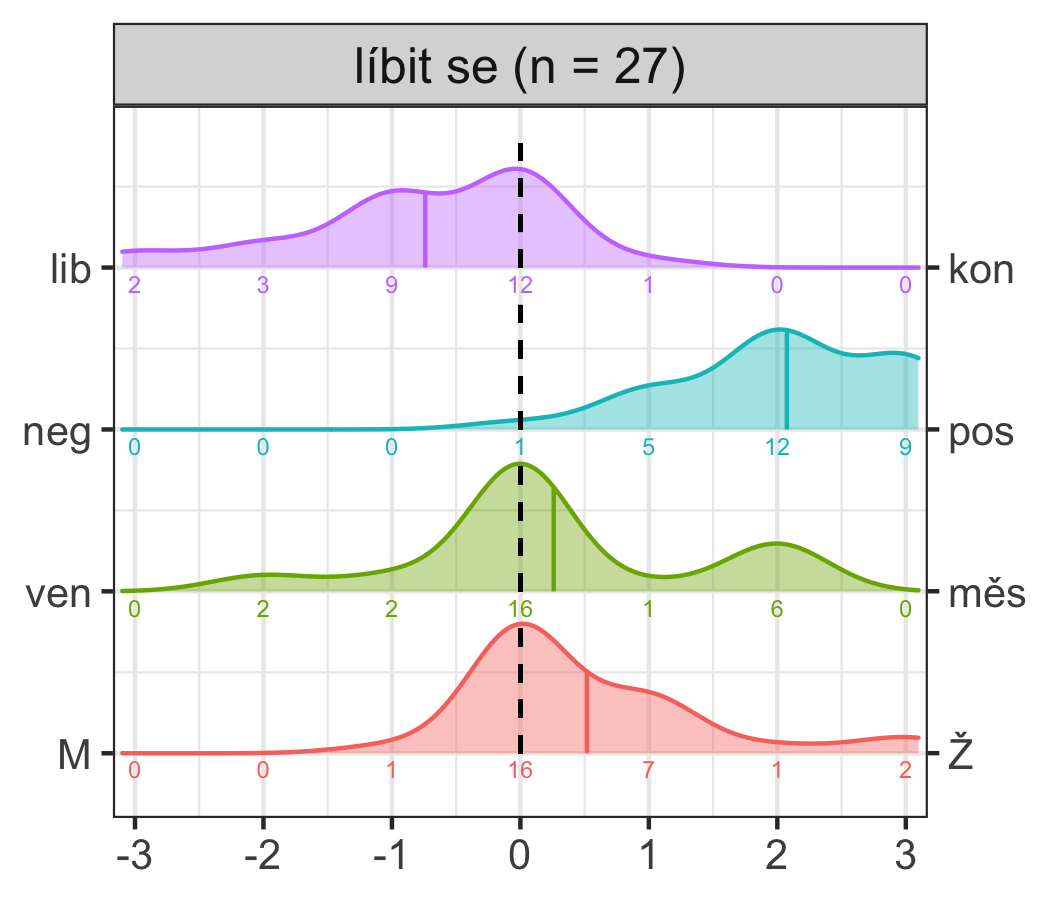 líbit se (n = 27)
lib kon
2 3 9 12 1 0 0
neg pos
0 0 0 1 5 12 9
ven měs
0 2 2 16 1 6 0
M Ž
0 0 1 16 7 1 2
-3 -2 -1 0 1 2 3